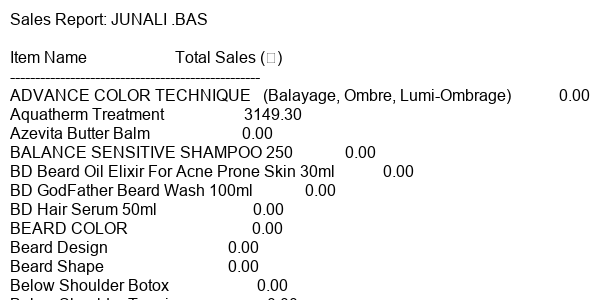 Sales Report: JUNALI .BAS
Item Name Total Sales (□)
--------------------------------------------------
ADVANCE COLOR TECHNIQUE (Balayage, Ombre, Lumi-Ombrage) 0.00
Aquatherm Treatment 3149.30
Azevita Butter Balm 0.00
BALANCE SENSITIVE SHAMPOO 250 0.00
BD Beard Oil Elixir For Acne Prone Skin 30ml 0.00
BD GodFather Beard Wash 100ml 0.00
BD Hair Serum 50ml 0.00
BEARD COLOR 0.00
Beard Design 0.00
Beard Shape 0.00
Below Shoulder Botox 0.00